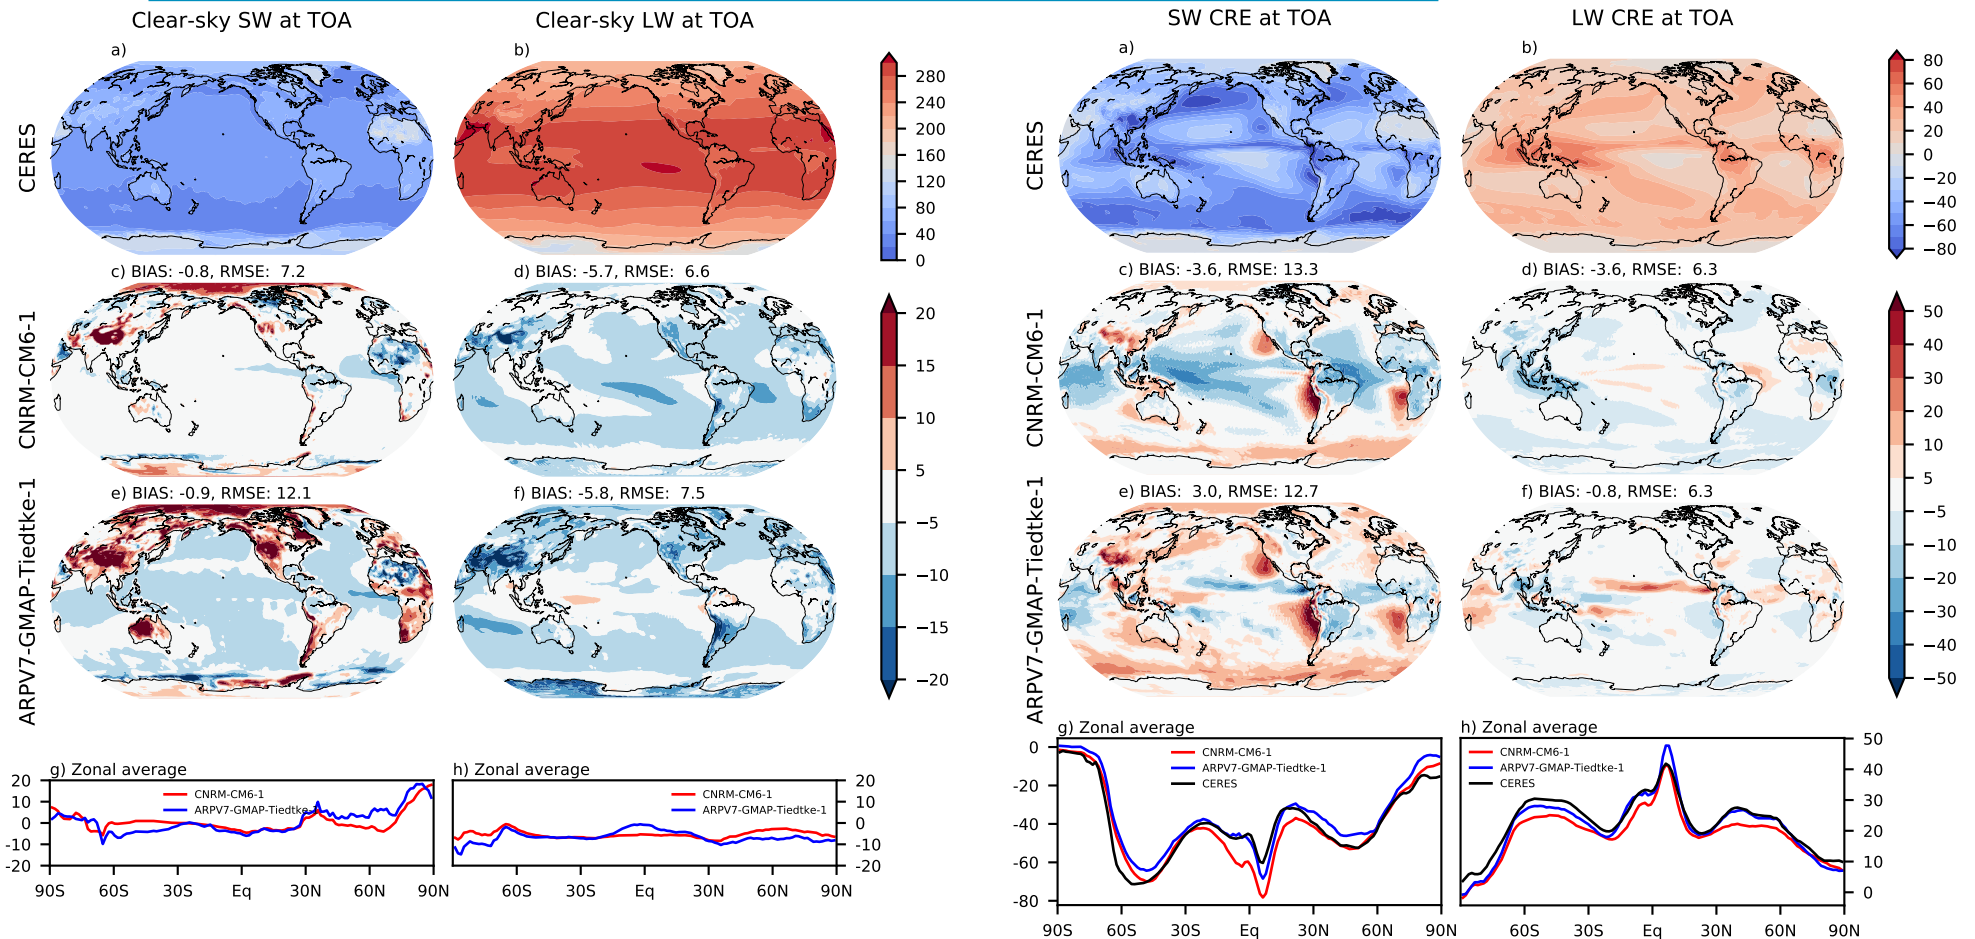 Clear-sky SW at TOA
Clear-sky LW at TOA
a)
b)
CERES
280
240
200
160
120
80
40
0
c) BIAS: -0.8, RMSE: 7.2
d) BIAS: -5.7, RMSE: 6.6
CNRM-CM6-1
e) BIAS: -0.9, RMSE: 12.1
f) BIAS: -5.8, RMSE: 7.5
ARPV7-GMAP-Tiedtke-1
20
15
10
5
−5
−10
−15
−20
g) Zonal average
CNRM-CM6-1
ARPV7-GMAP-Tiedtke-1
20
10
0
-10
-20
90S
60S
30S
Eq
30N
60N
90N
h) Zonal average
CNRM-CM6-1
ARPV7-GMAP-Tiedtke-1
20
10
0
-10
-20
60S
30S
Eq
30N
60N
90N
SW CRE at TOA
LW CRE at TOA
a)
b)
CERES
80
60
40
20
0
−20
−40
−60
−80
c) BIAS: -3.6, RMSE: 13.3
d) BIAS: -3.6, RMSE: 6.3
CNRM-CM6-1
e) BIAS: 3.0, RMSE: 12.7
f) BIAS: -0.8, RMSE: 6.3
ARPV7-GMAP-Tiedtke-1
50
40
30
20
10
5
−5
−10
−20
−30
−40
−50
g) Zonal average
CNRM-CM6-1
ARPV7-GMAP-Tiedtke-1
CERES
0
-20
-40
-60
-80
90S
60S
30S
Eq
30N
60N
90N
h) Zonal average
CNRM-CM6-1
ARPV7-GMAP-Tiedtke-1
CERES
50
40
30
20
10
0
60S
30S
Eq
30N
60N
90N